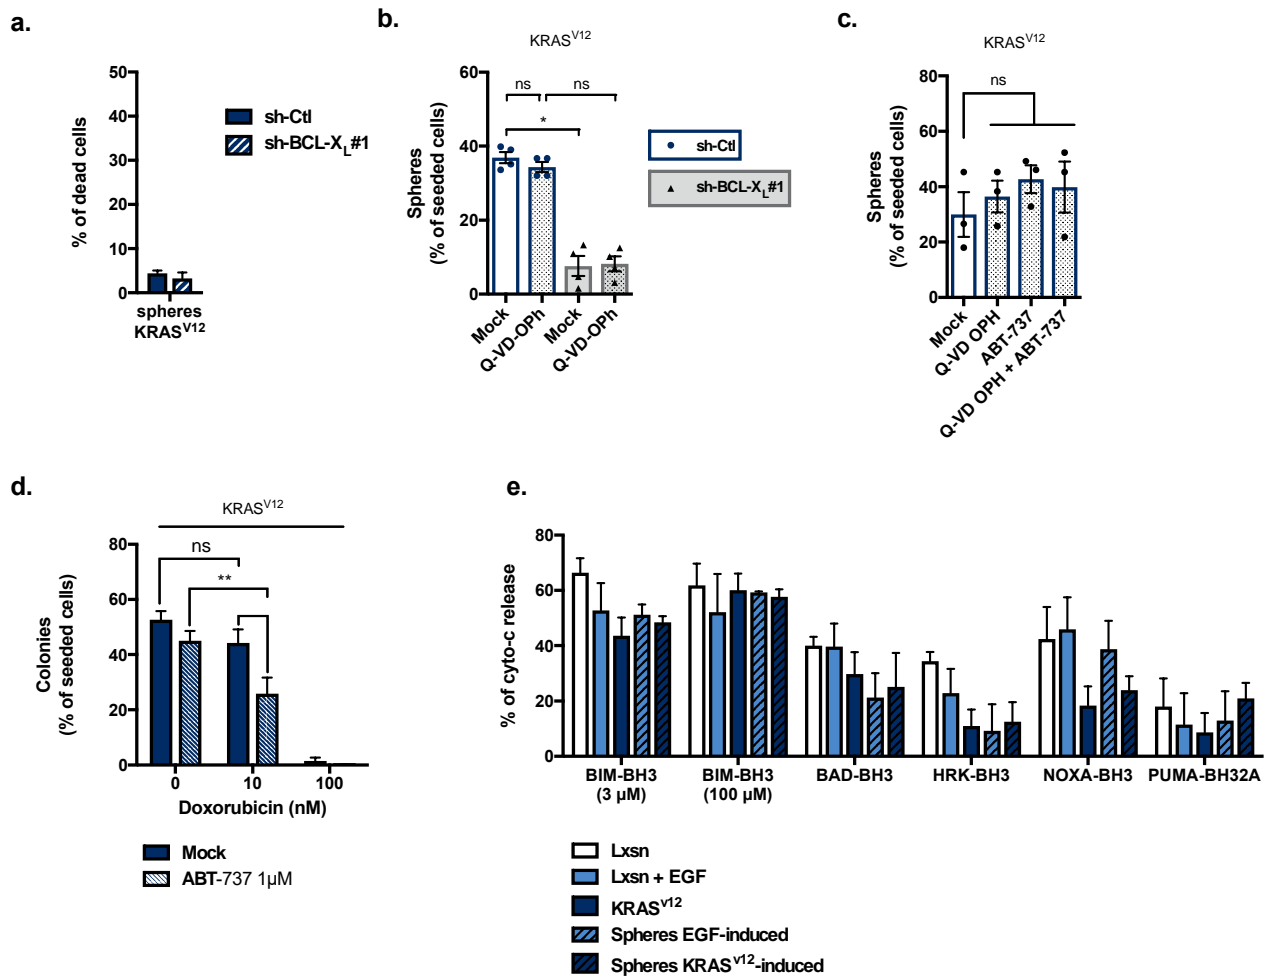 a.
50
40
30
20
10
0
% of dead cells
spheres
KRASV12
sh-Ctl
sh-BCL-XL#1
b.
KRASV12
60
40
20
0
Spheres
(% of seeded cells)
ns
ns
*
Mock
Q-VD-OPh
Mock
Q-VD-OPh
sh-Ctl
sh-BCL-XL#1
c.
KRASV12
80
60
40
20
0
Spheres
(% of seeded cells)
ns
Mock
Q-VD OPH
ABT-737
Q-VD OPH + ABT-737
d.
KRASV12
80
60
40
20
0
Colonies
(% of seeded cells)
ns
**
0 10 100
Doxorubicin (nM)
Mock
ABT-737 1µM
e.
80
60
40
20
0
% of cyto-c release
BIM-BH3 BIM-BH3 BAD-BH3 HRK-BH3 NOXA-BH3 PUMA-BH32A
(3 µM) (100 µM)
Lxsn
Lxsn + EGF
KRASv12
Spheres EGF-induced
Spheres KRASv12-induced